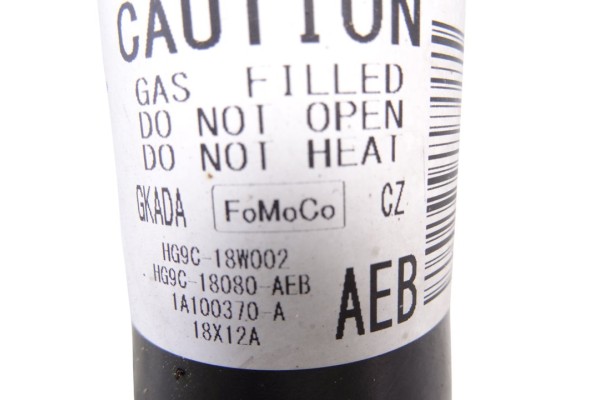 CAUTION
GAS FILLED
DO NOT OPEN
DO NOT HEAT
GKADA FoMoCo CZ
HG9C-18W002
HG9C-18080-AEB
1A100370-A
18X12A
AEB